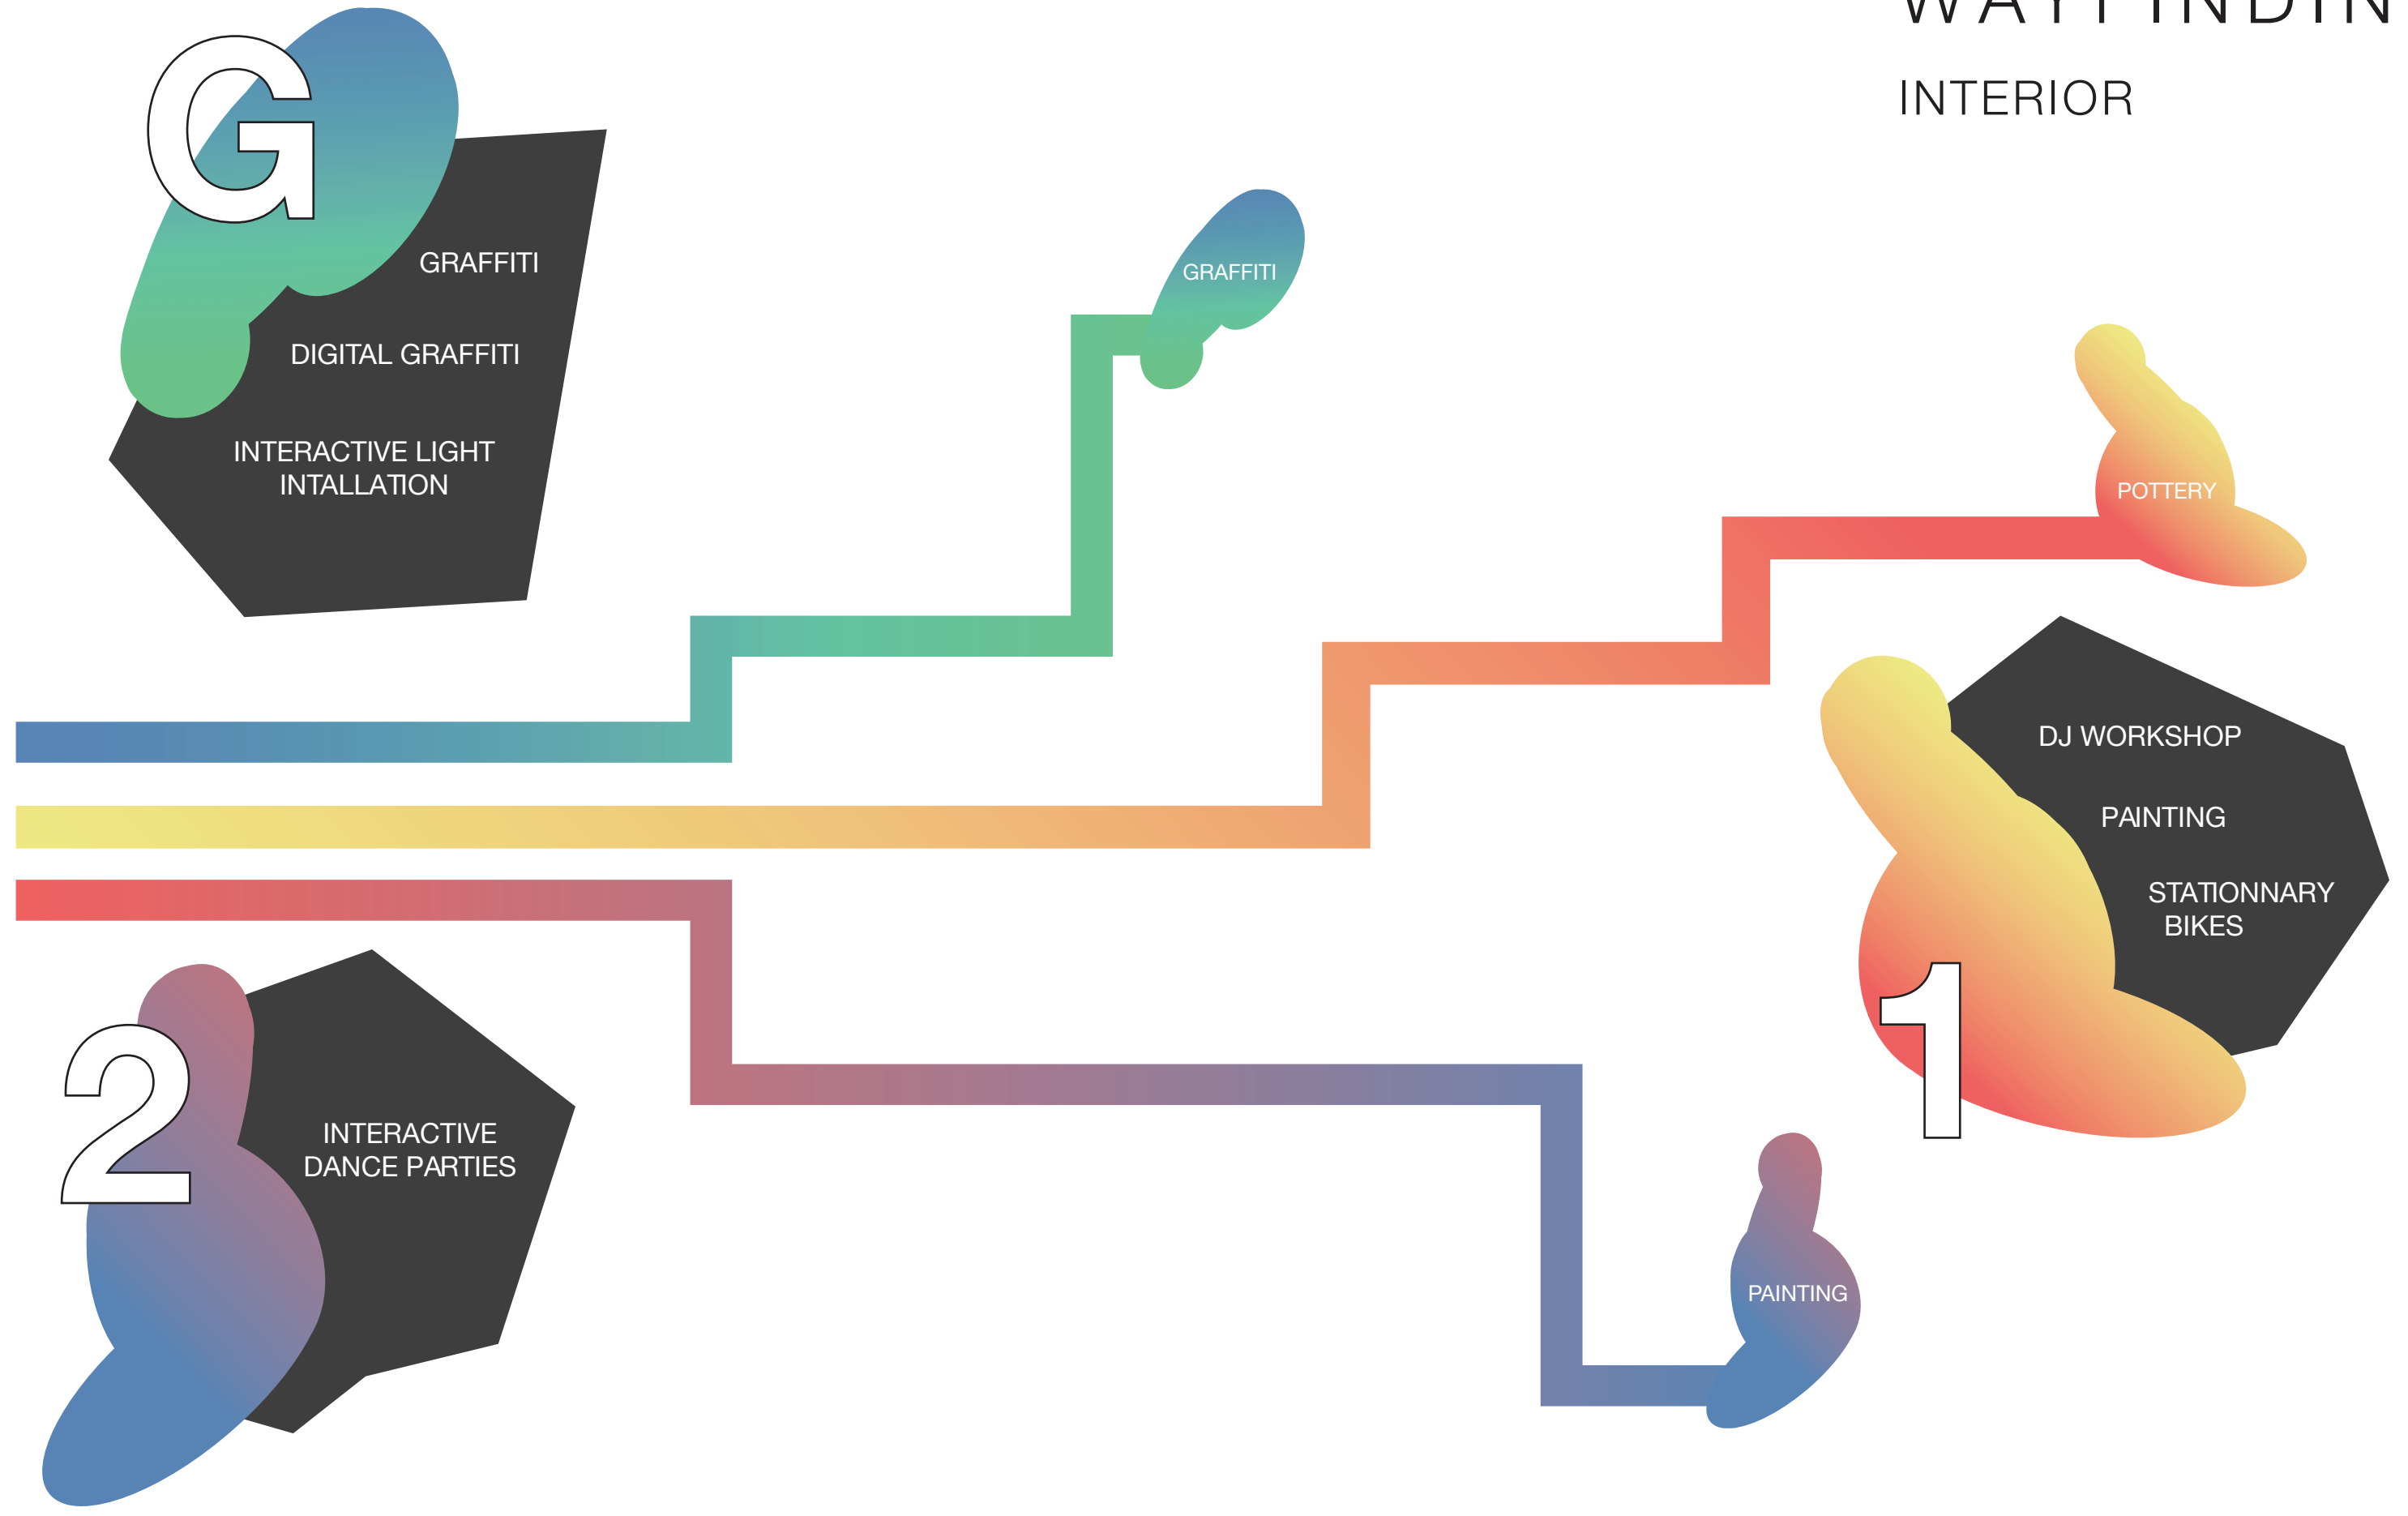 WAYFINDIN
INTERIOR
G
GRAFFITI
DIGITAL GRAFFITI
INTERACTIVE LIGHT
INTALLATION
GRAFFITI
POTTERY
DJ WORKSHOP
PAINTING
STATIONNARY
BIKES
1
2
INTERACTIVE
DANCE PARTIES
PAINTING